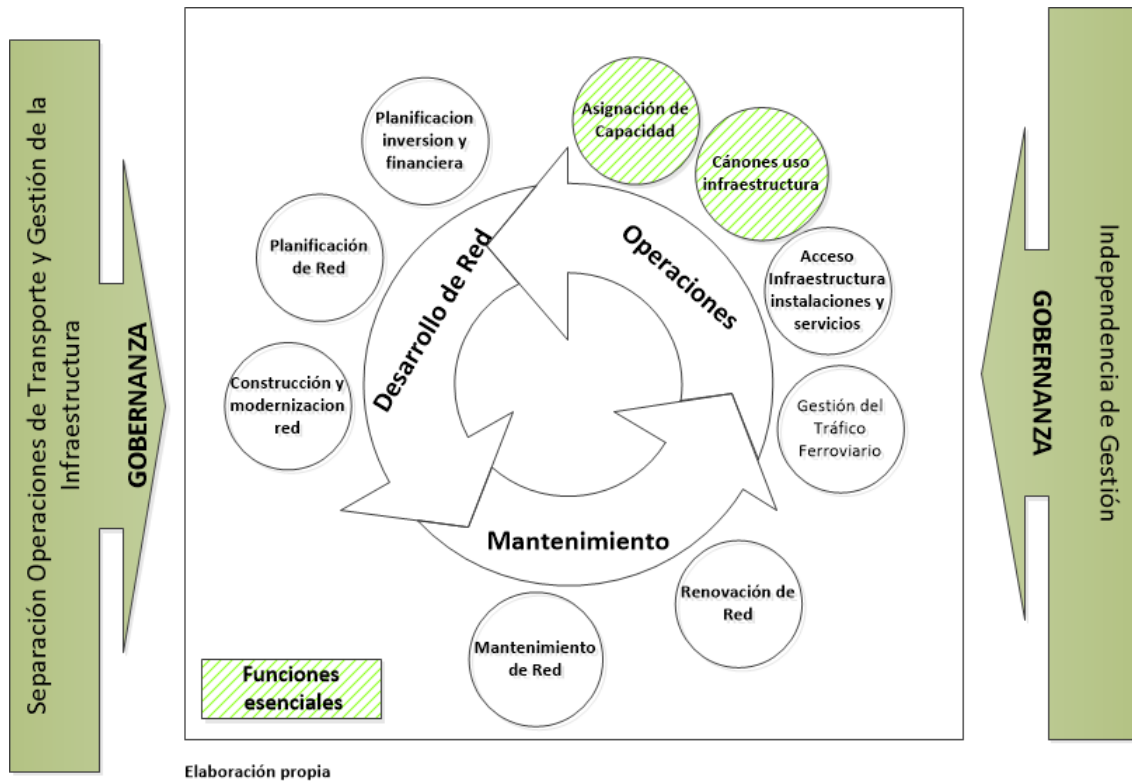 Separación Operaciones de Transporte y Gestión de la
Infraestructura
GOBERNANZA
Planificacion
inversion y
financiera
Planificación
de Red
Construcción y
modernizacion
red
Desarrollo de Red
Asignación de
Capacidad
Cánones uso
infraestructura
Acceso
Infraestructura
instalaciones y
servicios
Gestión del
Tráfico
Ferroviario
Operaciones
Mantenimiento
Renovación de
Red
Mantenimiento
de Red
Funciones
esenciales
GOBERNANZA
Independencia de Gestión
Elaboración propia